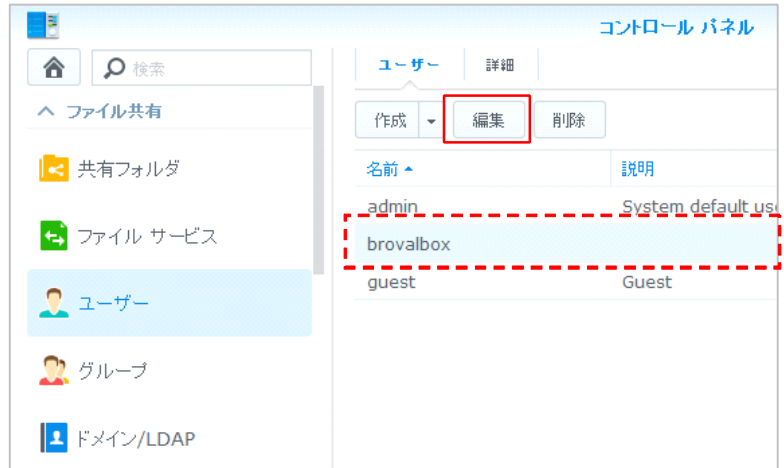 コントロール パネル
検索
ファイル共有
共有フォルダ
ファイル サービス
ユーザー
グループ
ドメイン/LDAP
ユーザー 詳細
作成 編集 削除
名前 説明
admin System default us
brovalbox
guest Guest